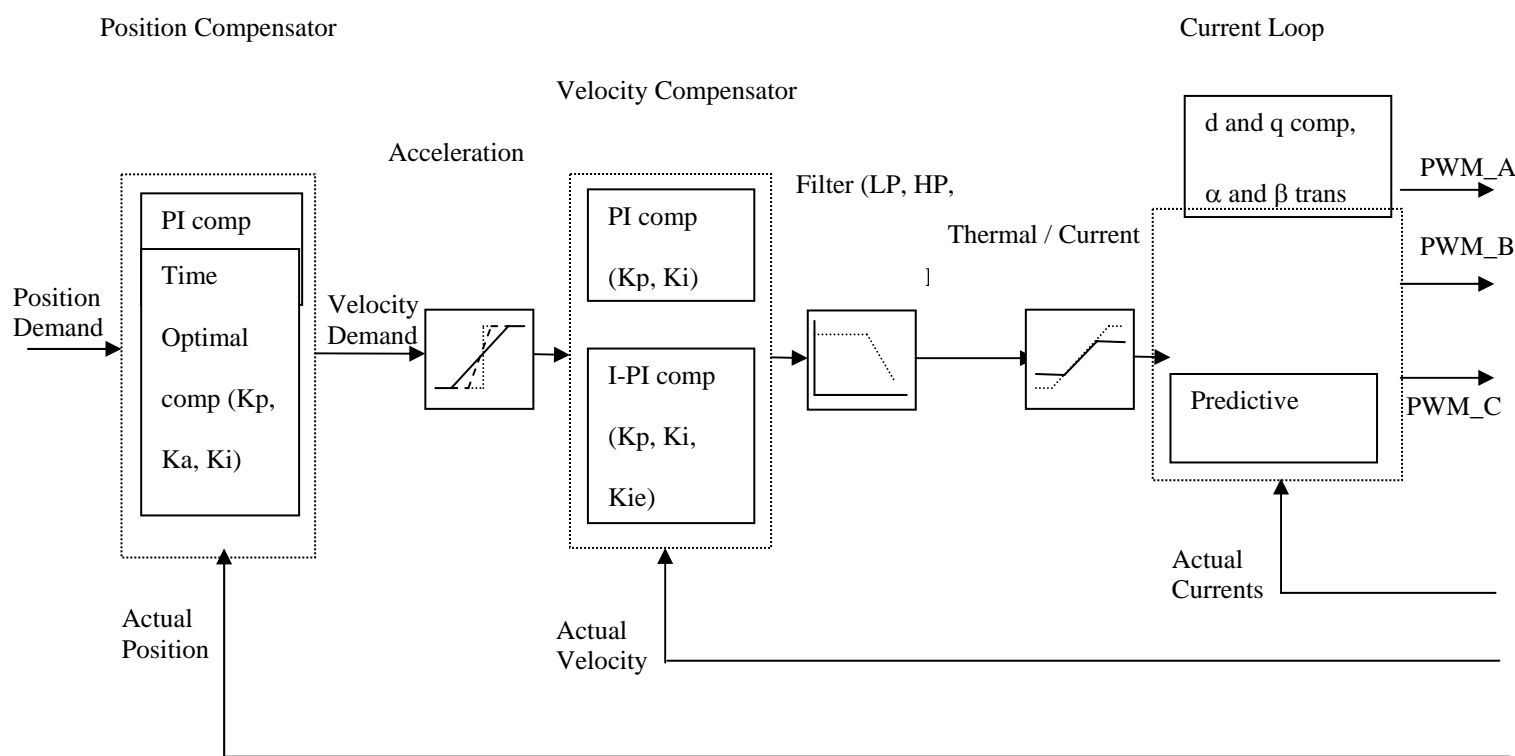 Position Compensator
Current Loop
Velocity Compensator
Acceleration
Filter (LP, HP,
Thermal / Current
d and q comp,
α and β trans
PWM_A
PWM_B
PWM_C
PI comp
Time
Optimal
comp (Kp,
Ka, Ki)
Position
Demand
Velocity
Demand
PI comp
(Kp, Ki)
I-PI comp
(Kp, Ki,
Kie)
Predictive
Actual
Currents
Actual
Position
Actual
Velocity